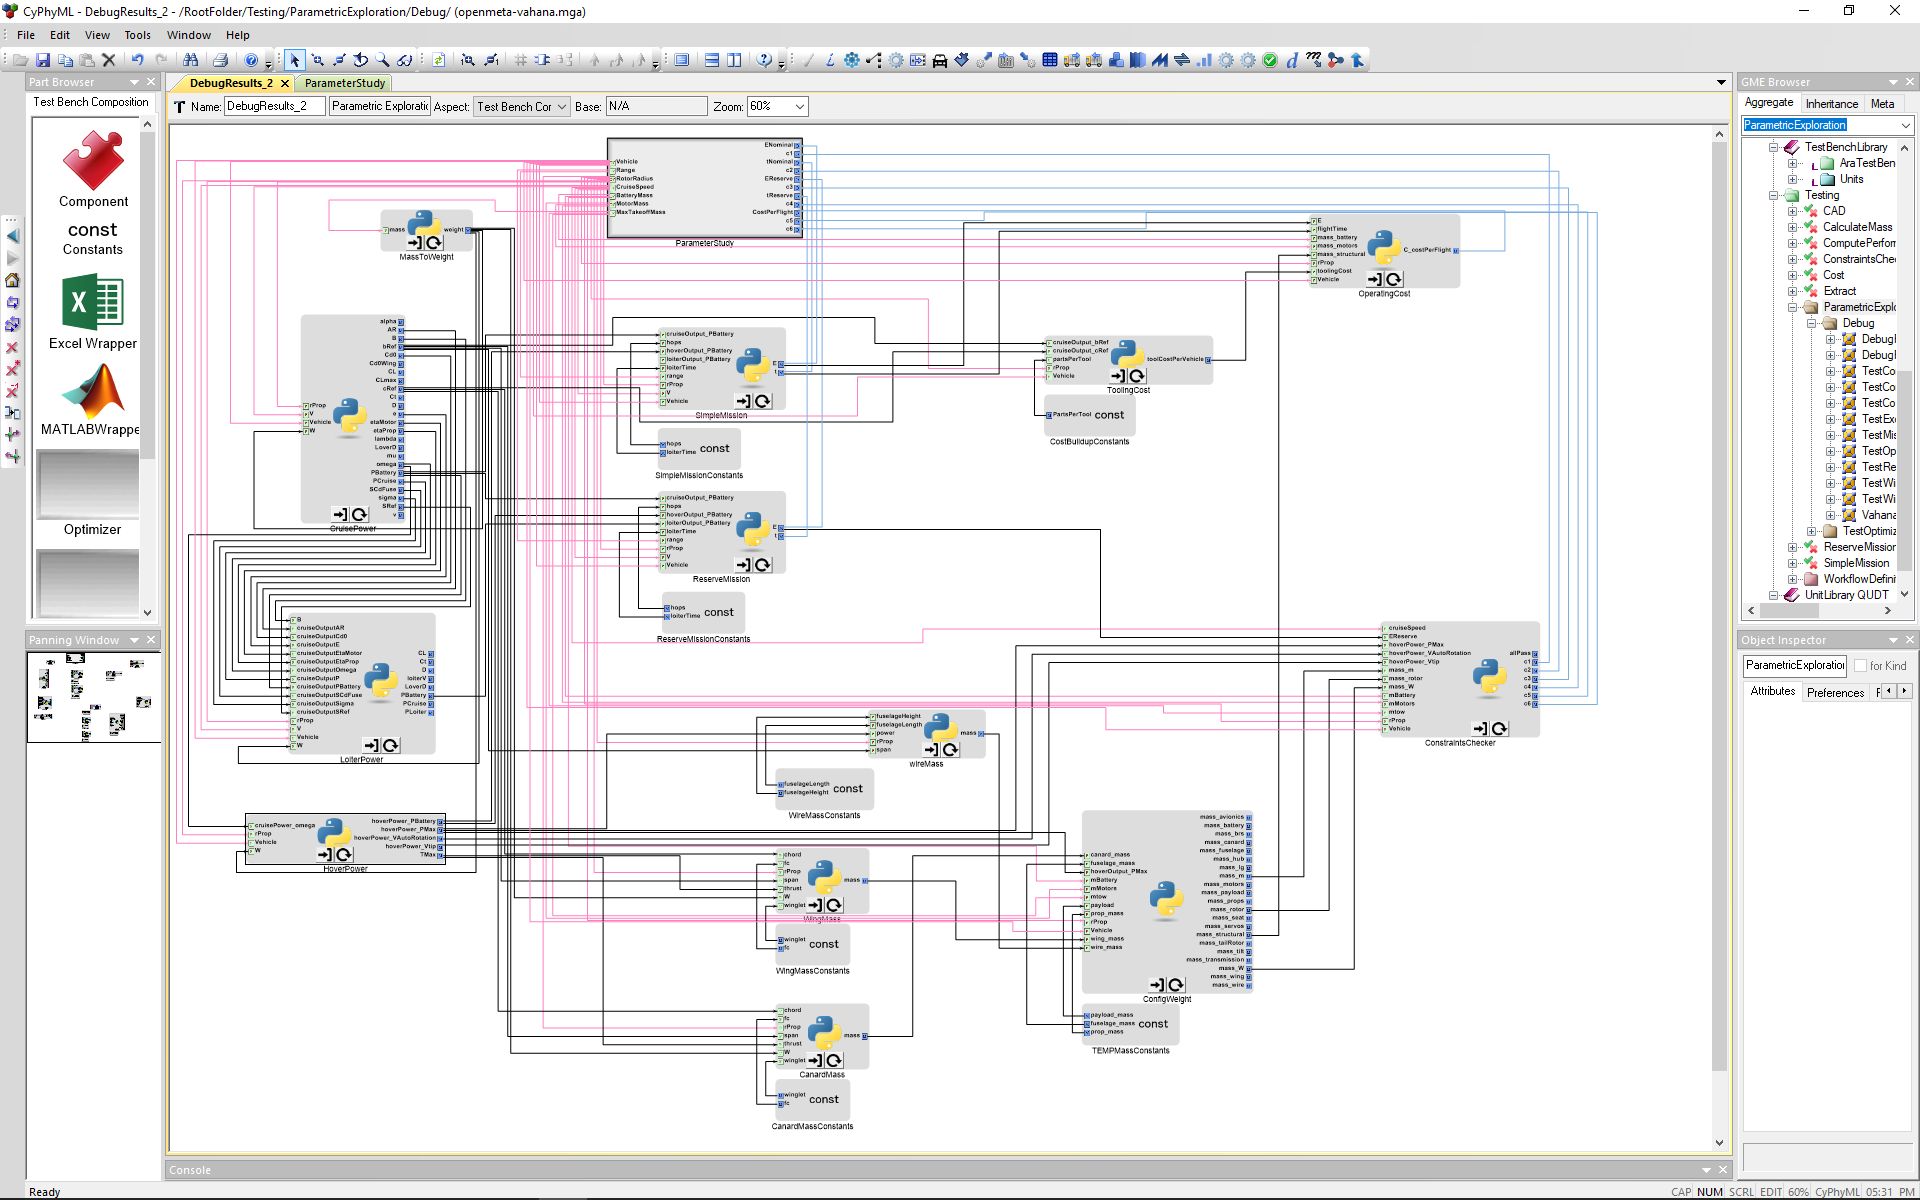 CyPhyML - DebugResults_2 - /RootFolder/Testing/ParametricExploration/Debug/ (openmeta-vahana.mga)
File Edit View Tools Window Help
Part Browser
Test Bench Composition
Component
const
Constants
Excel Wrapper
MATLABWrappe
Optimizer
Panning Window
DebugResults_2
ParameterStudy
Name: DebugResults_2 Parametric Exploratic Aspect: Test Bench Cor Base: N/A Zoom: 60%
Vehicle
Range
RotorRadius
CruiseSpeed
BatteryMass
MotorMass
MaxTakeoffMass
ENominal
c1
tNominal
c2
EReserve
c3
tReserve
c4
CostPerFlight
c5
c6
ParameterStudy
mass
weight
MassToWeight
E
flightTime
mass_battery
mass_motors
mass_structural
rProp
toolingCost
Vehicle
C_costPerFlight
OperatingCost
rProp
V
Vehicle
W
alpha
AR
B
bRef
Cd0
Cd0Wing
CL
CLmax
cRef
Ct
D
e
etaMotor
etaProp
lambda
LoverD
mu
omega
PBattery
PCruise
SCdFuse
sigma
SRef
v
CruisePower
cruiseOutput_PBattery
hops
hoverOutput_PBattery
loiterOutput_PBattery
loiterTime
range
rProp
V
Vehicle
E
t
SimpleMission
hops
loiterTime
const
SimpleMissionConstants
cruiseOutput_bRef
cruiseOutput_cRef
partsPerTool
rProp
Vehicle
toolCostPerVehicle
ToolingCost
PartsPerTool
const
CostBuildupConstants
cruiseOutput_PBattery
hops
hoverOutput_PBattery
loiterOutput_PBattery
loiterTime
range
rProp
V
Vehicle
E
t
ReserveMission
hops
loiterTime
const
ReserveMissionConstants
B
cruiseOutputAR
cruiseOutputCd0
cruiseOutputE
cruiseOutputEtaMotor
cruiseOutputEtaProp
cruiseOutputOmega
cruiseOutputP
cruiseOutputPBattery
cruiseOutputSCdFuse
cruiseOutputSigma
cruiseOutputSRef
rProp
V
Vehicle
W
CL
Ct
D
loiterV
LoverD
PBattery
PCruise
PLoiter
LoiterPower
cruiseSpeed
EReserve
hoverPower_PMax
hoverPower_VAutoRotation
hoverPower_Vtip
mass_m
mass_rotor
mass_W
mBattery
mMotors
mtow
rProp
Vehicle
allPass
c1
c2
c3
c4
c5
c6
ConstraintsChecker
fuselageHeight
fuselageLength
power
rProp
span
mass
wireMass
fuselageLength
fuselageHeight
const
WireMassConstants
cruisePower_omega
rProp
Vehicle
W
hoverPower_PBattery
hoverPower_PMax
hoverPower_VAutoRotation
hoverPower_Vtip
TMax
HoverPower
chord
fc
rProp
span
thrust
W
winglet
mass
WingMass
winglet
fc
const
WingMassConstants
canard_mass
fuselage_mass
hoverOutput_PMax
mBattery
mMotors
mtow
payload
prop_mass
rProp
Vehicle
wing_mass
wire_mass
mass_avionics
mass_battery
mass_brs
mass_canard
mass_fuselage
mass_hub
mass_lg
mass_m
mass_motors
mass_payload
mass_props
mass_rotor
mass_seat
mass_servos
mass_structural
mass_tailRotor
mass_tilt
mass_transmission
mass_W
mass_wing
mass_wire
ConfigWeight
payload_mass
fuselage_mass
prop_mass
const
TEMPMassConstants
chord
fc
rProp
span
thrust
W
winglet
mass
CanardMass
winglet
fc
const
CanardMassConstants
GME Browser
Aggregate Inheritance Meta
ParametricExploration
TestBenchLibrary
AraTestBen
Units
Testing
CAD
CalculateMass
ComputePerfor
ConstraintsChe
Cost
Extract
ParametricExplo
Debug
DebugI
DebugI
TestCo
TestCo
TestCo
TestEx
TestMis
TestOp
TestRe
TestWi
TestWi
Vahana
TestOptimiz
ReserveMission
SimpleMission
WorkflowDefini
UnitLibrary QUDT
Object Inspector
ParametricExploratior
for Kind
Attributes Preferences
Console
Ready
CAP NUM SCRL EDIT 60% CyPhyML 05:31 PM